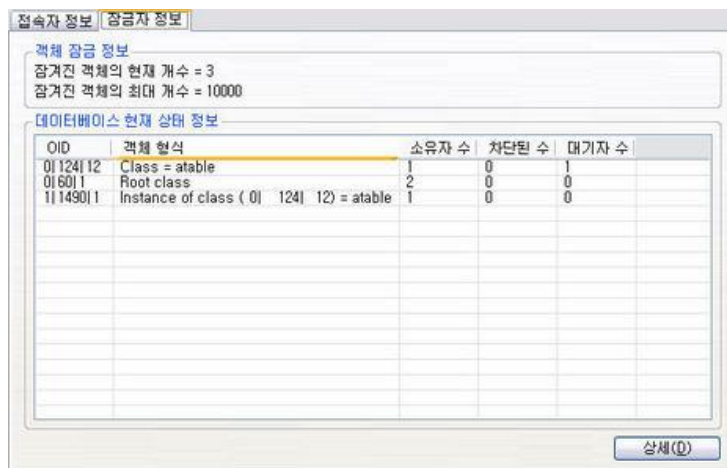 접속자 정보 잠금자 정보
객체 잠금 정보
잠겨진 객체의 현재 개수 = 3
잠겨진 객체의 최대 개수 = 10000
데이터베이스 현재 상태 정보
OID 객체 형식 소유자 수 차단된 수 대기자 수
0| 124| 12 Class = atable 1 0 1
0| 60| 1 Root class 2 0 0
1| 1490| 1 Instance of class ( 0| 124| 12) = atable 1 0 0
상세(D)